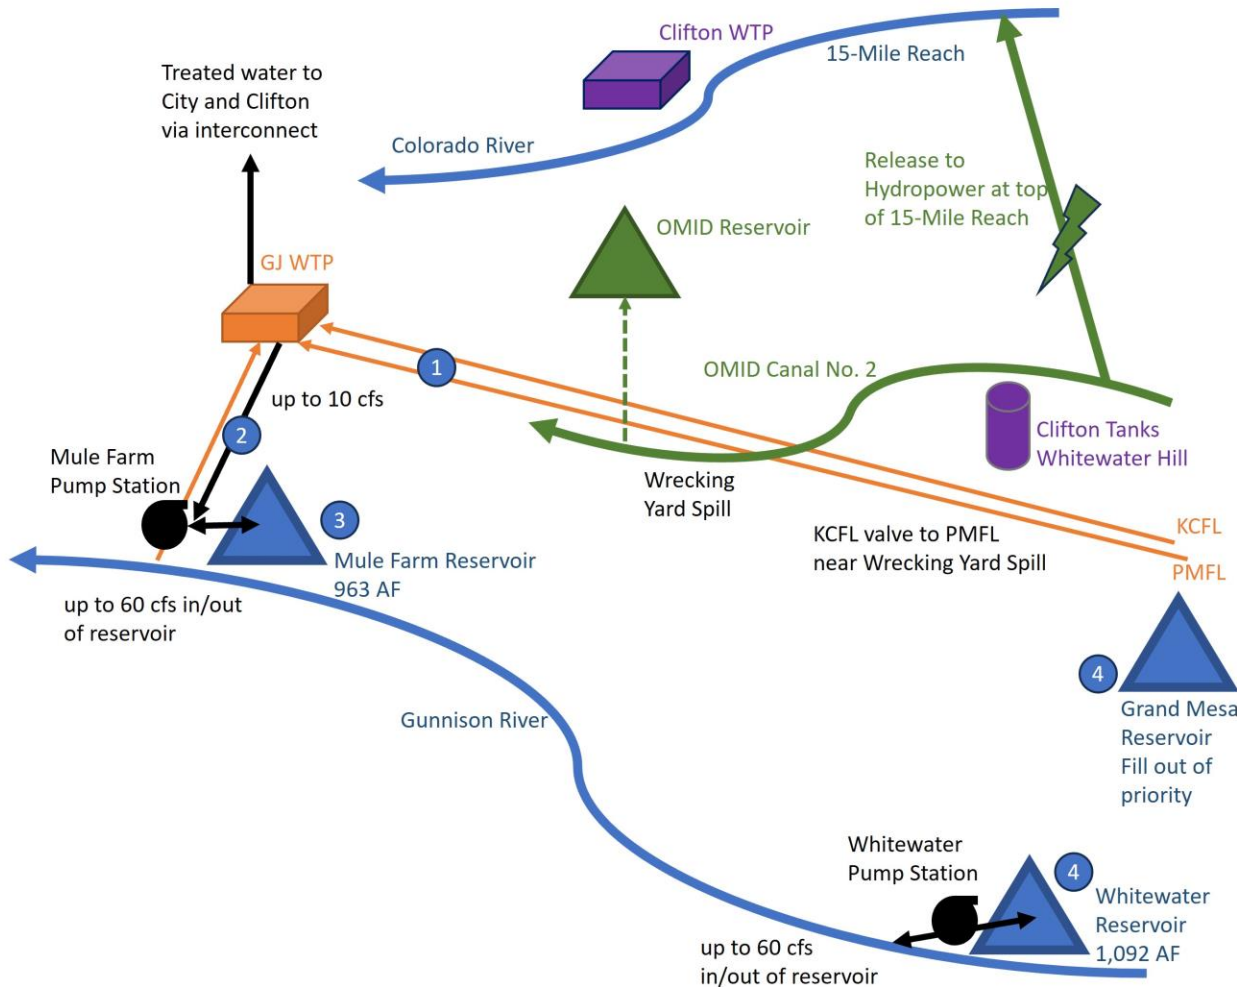 Clifton WTP
15-Mile Reach
Treated water to
City and Clifton
via interconnect
Colorado River
Release to
Hydropower at top
of 15-Mile Reach
OMID Reservoir
GJ WTP
1
OMID Canal No. 2
up to 10 cfs
2
Clifton Tanks
Whitewater Hill
Mule Farm
Pump Station
Wrecking
Yard Spill
3
KCFL
KCFL valve to PMFL
near Wrecking Yard Spill
Mule Farm Reservoir
963 AF
PMFL
up to 60 cfs in/out
of reservoir
4
Grand Mesa
Reservoir
Fill out of
priority
Gunnison River
Whitewater
Pump Station
4
Whitewater
Reservoir
1,092 AF
up to 60 cfs
in/out of reservoir